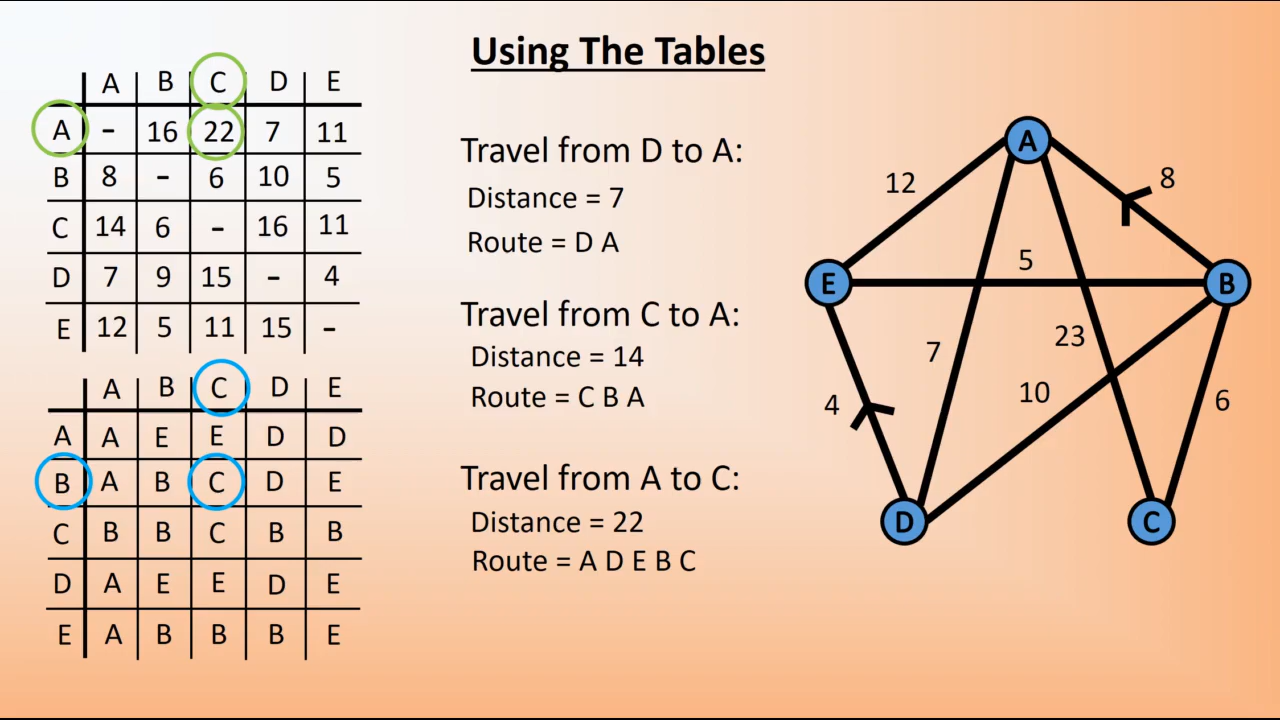 Using The Tables
A B C D E
A - 16 22 7 11
B 8 - 6 10 5
C 14 6 - 16 11
D 7 9 15 - 4
E 12 5 11 15 -
A B C D E
A A E E D D
B A B C D E
C B B C B B
D A E E D E
E A B B B E
Travel from D to A:
Distance = 7
Route = D A
Travel from C to A:
Distance = 14
Route = C B A
Travel from A to C:
Distance = 22
Route = A D E B C
A
12
8
5
E
B
7
23
10
4
6
D
C